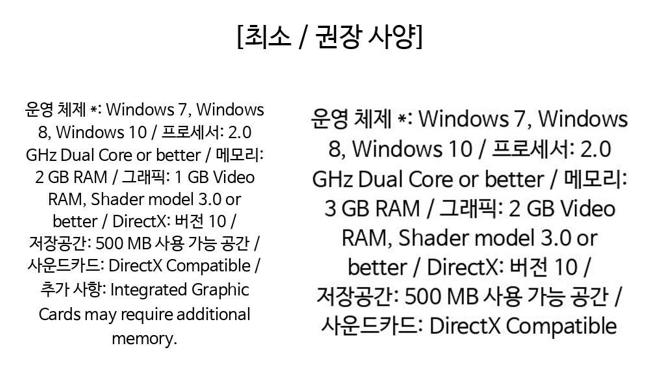 [최소 / 권장 사양]
운영 체제 *: Windows 7, Windows
8, Windows 10 / 프로세서: 2.0
GHz Dual Core or better / 메모리:
2 GB RAM / 그래픽: 1 GB Video
RAM, Shader model 3.0 or
better / DirectX: 버전 10 /
저장공간: 500 MB 사용 가능 공간 /
사운드카드: DirectX Compatible /
추가 사항: Integrated Graphic
Cards may require additional
memory.
운영 체제 *: Windows 7, Windows
8, Windows 10 / 프로세서: 2.0
GHz Dual Core or better / 메모리:
3 GB RAM / 그래픽: 2 GB Video
RAM, Shader model 3.0 or
better / DirectX: 버전 10 /
저장공간: 500 MB 사용 가능 공간 /
사운드카드: DirectX Compatible